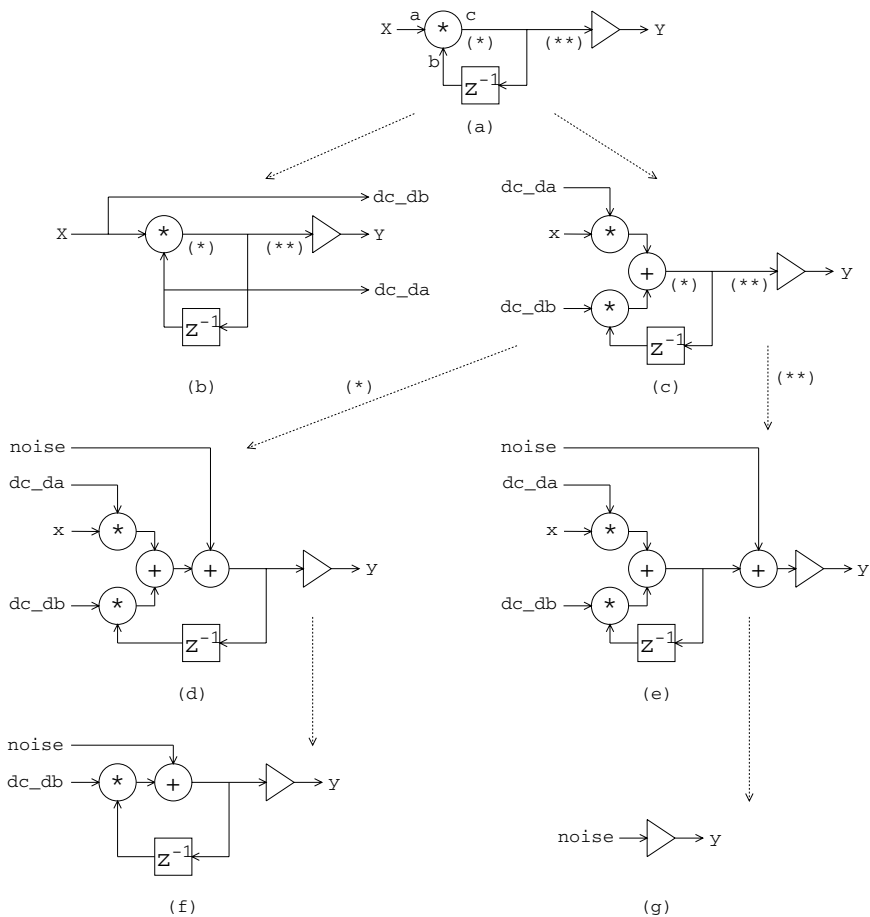 a
c
X
*
(*)
(**)
Y
b
z-1
(a)
dc_db
X
*
(*)
(**)
Y
dc_da
z-1
(b)
dc_da
x
*
+
(*)
(**)
y
dc_db
*
z-1
(c)
(*)
(**)
noise
dc_da
x
*
+
+
y
dc_db
*
z-1
(d)
noise
dc_da
x
*
+
+
y
dc_db
*
z-1
(e)
noise
dc_db
*
+
y
z-1
(f)
noise
y
(g)